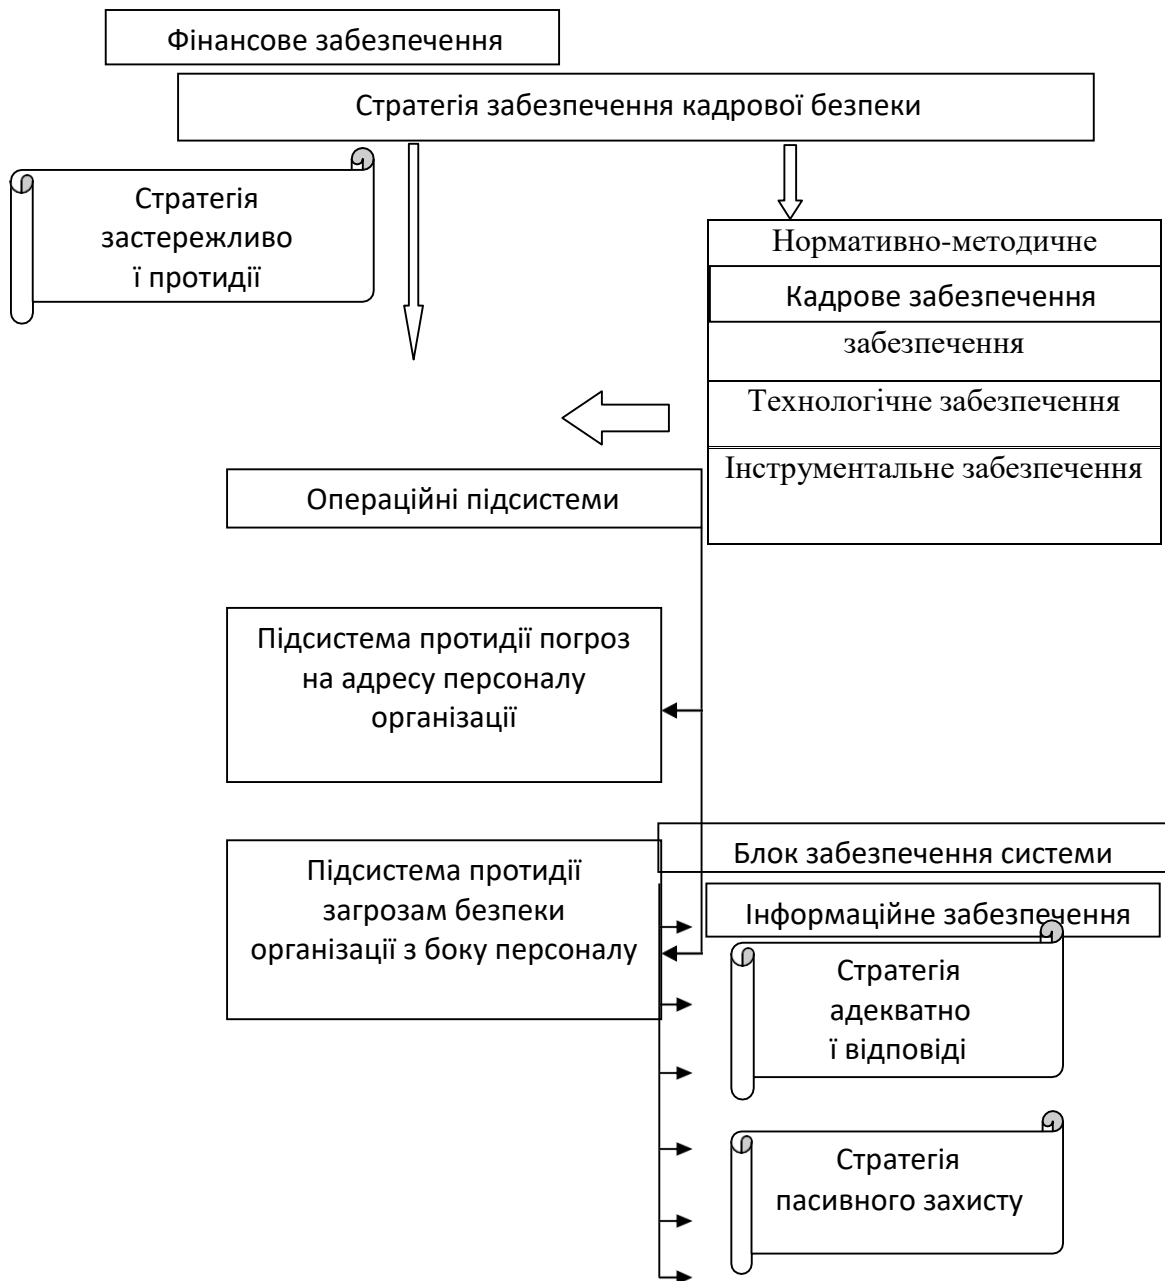 Фінансове забезпечення
Стратегія забезпечення кадрової безпеки
Стратегія
застережливо
ї протидії
Нормативно-методичне
Кадрове забезпечення
забезпечення
Технологічне забезпечення
Інструментальне забезпечення
Операційні підсистеми
Підсистема протидії погроз
на адресу персоналу
організації
Блок забезпечення системи
Підсистема протидії
загрозам безпеки
організації з боку персоналу
Інформаційне забезпечення
Стратегія
адекватно
ї відповіді
Стратегія
пасивного захисту